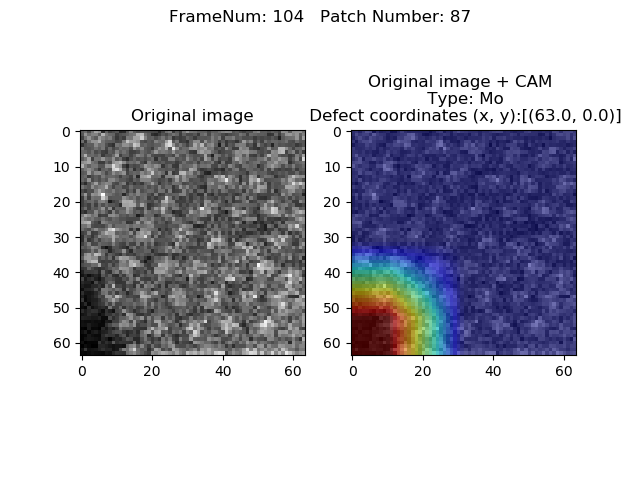 FrameNum: 104   Patch Number: 87
Original image
Original image + CAM
Type: Mo
Defect coordinates (x, y):[(63.0, 0.0)]
0
10
20
30
40
50
60
0 20 40 60
0
10
20
30
40
50
60
0 20 40 60